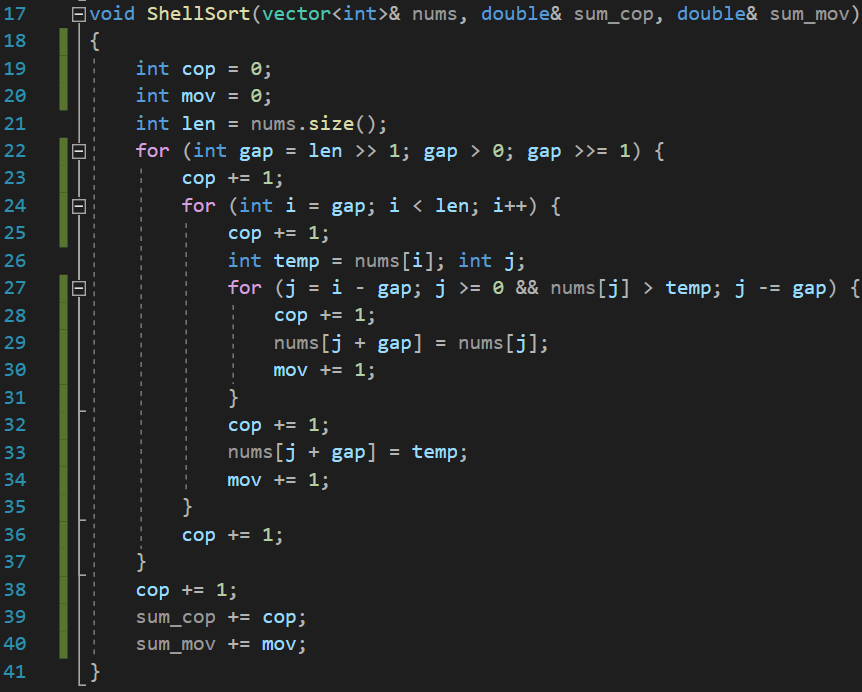 17 void ShellSort(vector<int>& nums, double& sum_cop, double& sum_mov)
18 {
19     int cop = 0;
20     int mov = 0;
21     int len = nums.size();
22     for (int gap = len >> 1; gap > 0; gap >>= 1) {
23         cop += 1;
24         for (int i = gap; i < len; i++) {
25             cop += 1;
26             int temp = nums[i]; int j;
27             for (j = i - gap; j >= 0 && nums[j] > temp; j -= gap) {
28                 cop += 1;
29                 nums[j + gap] = nums[j];
30                 mov += 1;
31             }
32             cop += 1;
33             nums[j + gap] = temp;
34             mov += 1;
35         }
36         cop += 1;
37     }
38     cop += 1;
39     sum_cop += cop;
40     sum_mov += mov;
41 }